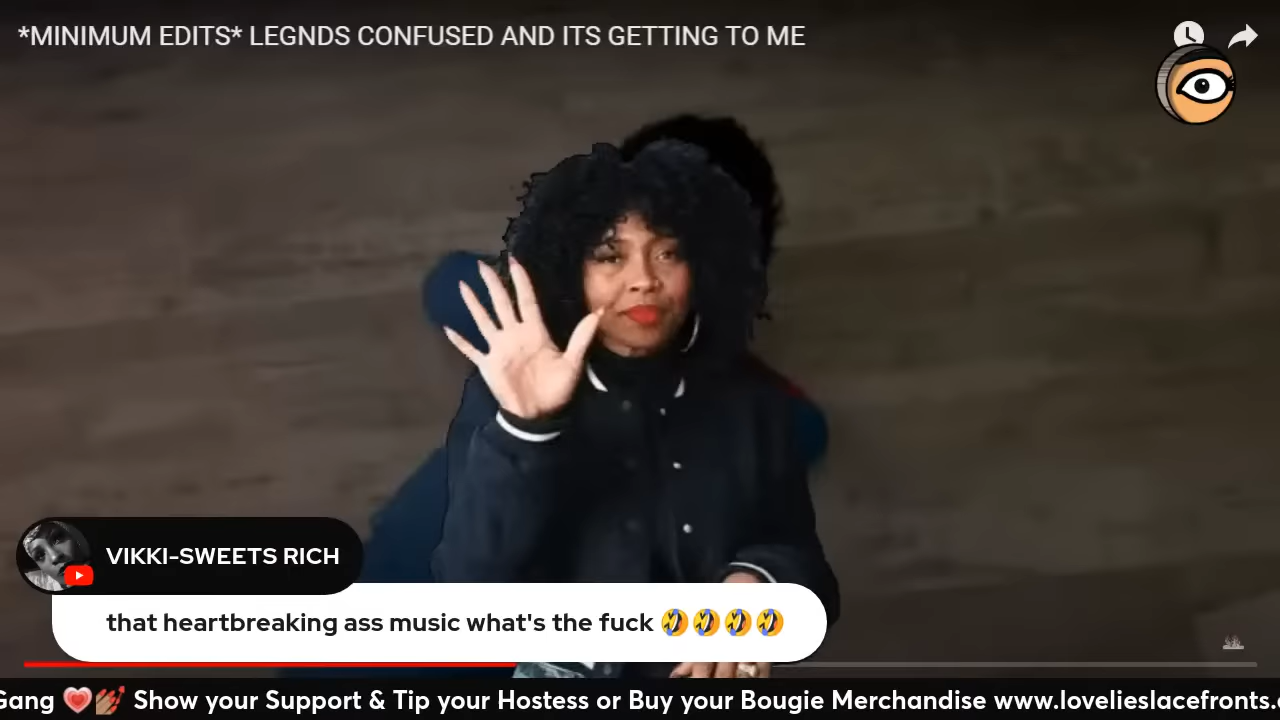 *MINIMUM EDITS* LEGNDS CONFUSED AND ITS GETTING TO ME
VIKKI-SWEETS RICH
that heartbreaking ass music what's the fuck 🤣🤣🤣🤣
Gang 💗💅🏾 Show your Support & Tip your Hostess or Buy your Bougie Merchandise www.lovelieslacefronts.